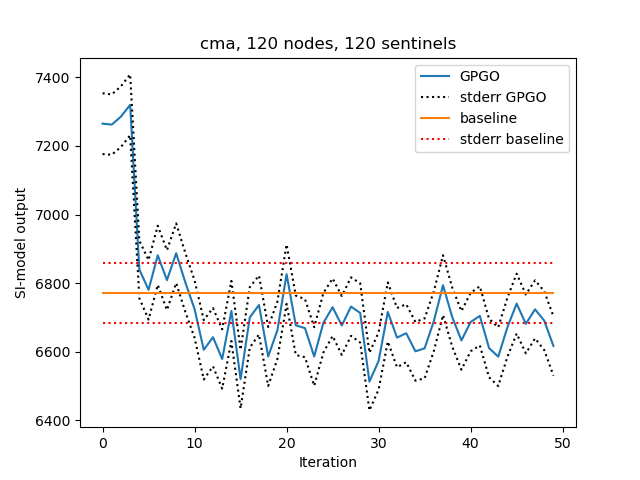 cma, 120 nodes, 120 sentinels
GPGO
stderr GPGO
baseline
stderr baseline
7400
7200
7000
6800
6600
6400
SI-model output
0 10 20 30 40 50
Iteration